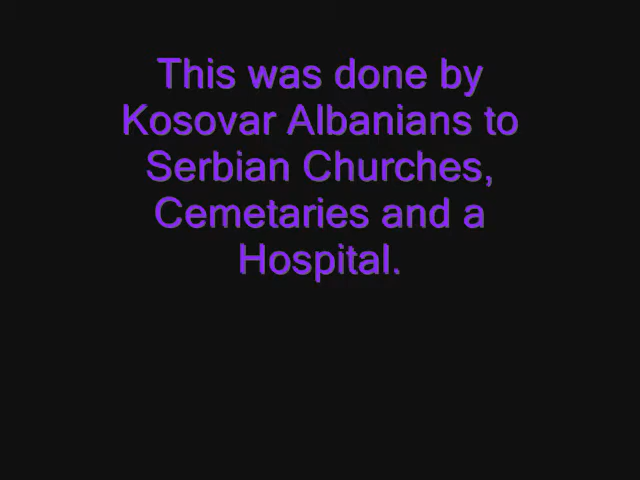 This was done by
Kosovar Albanians to
Serbian Churches,
Cemetaries and a
Hospital.